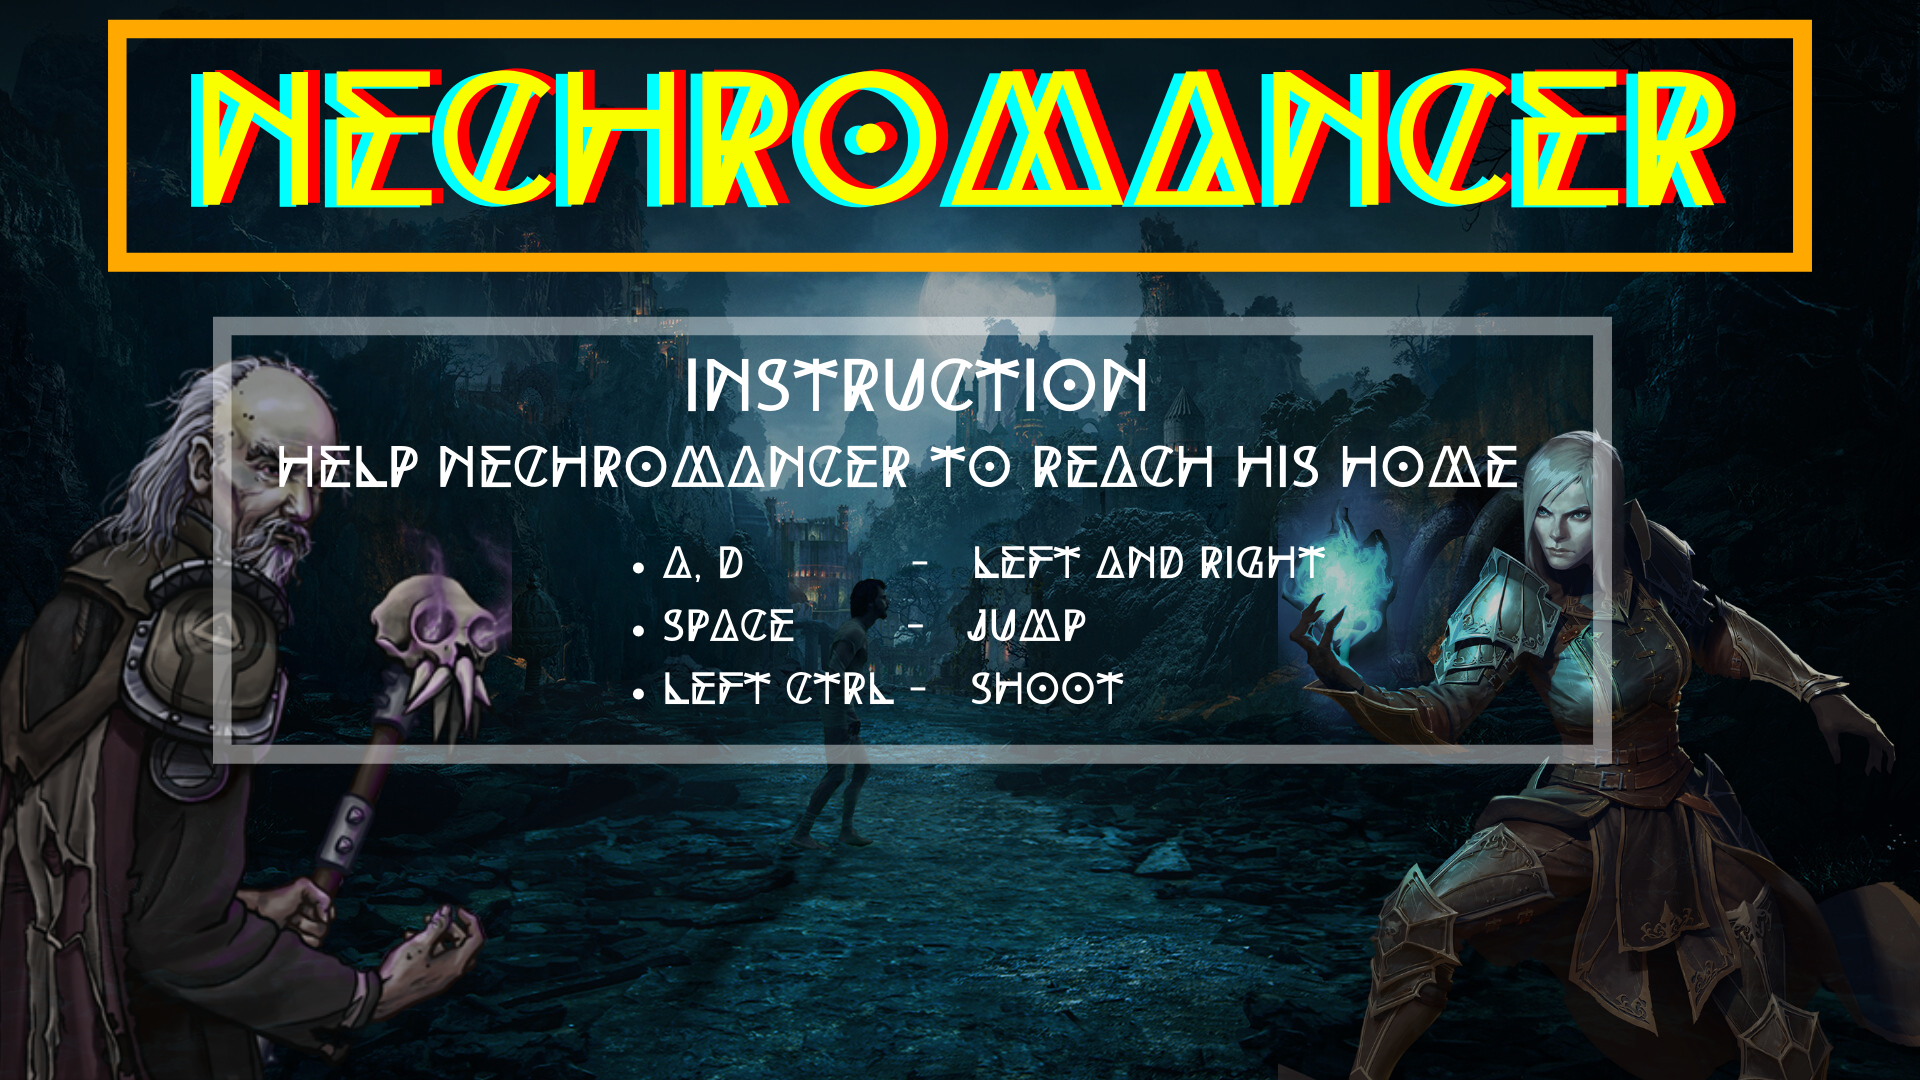 NECHROMANCER
INSTRUCTION
HELP NECHROMANCER TO REACH HIS HOME
• A, D - LEFT AND RIGHT
• SPACE - JUMP
• LEFT CTRL - SHOOT